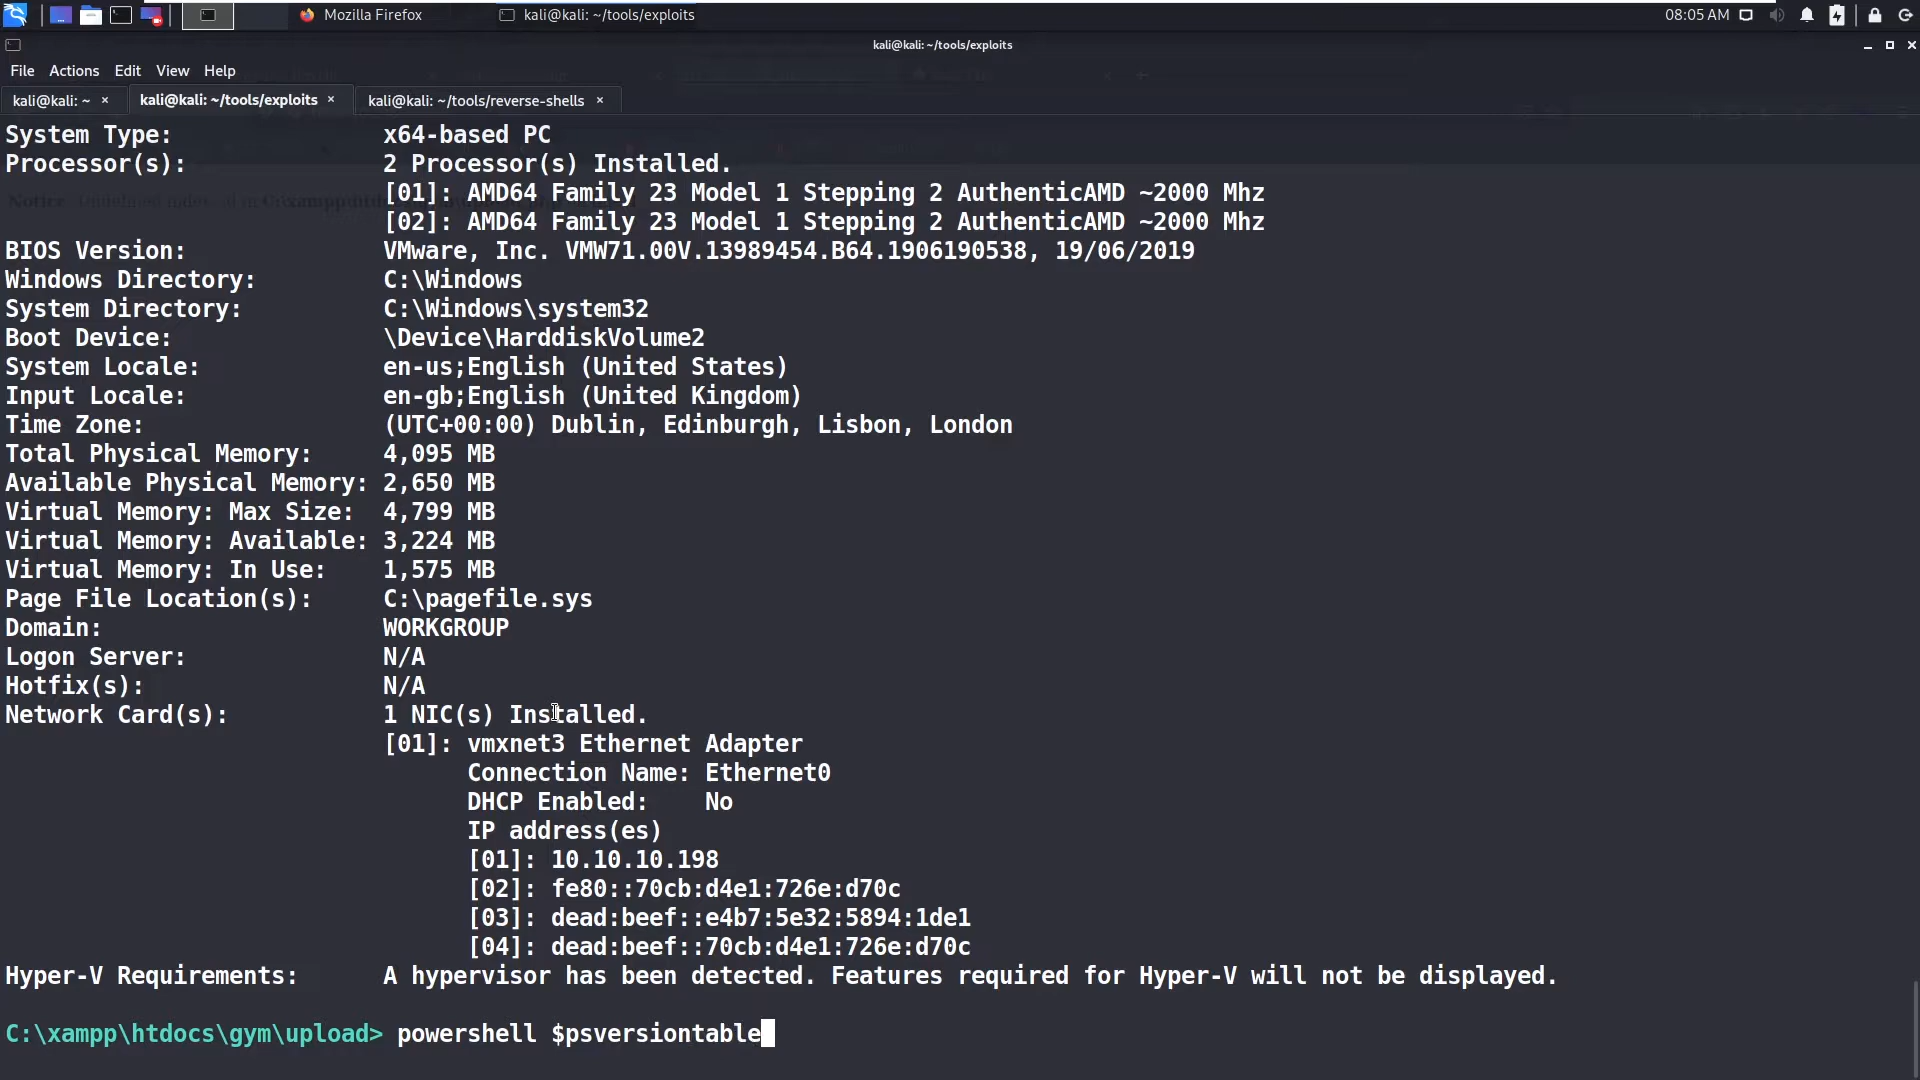 Mozilla Firefox
kali@kali: ~/tools/exploits
08:05 AM
kali@kali: ~/tools/exploits
File Actions Edit View Help
kali@kali: ~ × kali@kali: ~/tools/exploits × kali@kali: ~/tools/reverse-shells ×
System Type: x64-based PC
Processor(s): 2 Processor(s) Installed.
[01]: AMD64 Family 23 Model 1 Stepping 2 AuthenticAMD ~2000 Mhz
[02]: AMD64 Family 23 Model 1 Stepping 2 AuthenticAMD ~2000 Mhz
BIOS Version: VMware, Inc. VMW71.00V.13989454.B64.1906190538, 19/06/2019
Windows Directory: C:\Windows
System Directory: C:\Windows\system32
Boot Device: \Device\HarddiskVolume2
System Locale: en-us;English (United States)
Input Locale: en-gb;English (United Kingdom)
Time Zone: (UTC+00:00) Dublin, Edinburgh, Lisbon, London
Total Physical Memory: 4,095 MB
Available Physical Memory: 2,650 MB
Virtual Memory: Max Size: 4,799 MB
Virtual Memory: Available: 3,224 MB
Virtual Memory: In Use: 1,575 MB
Page File Location(s): C:\pagefile.sys
Domain: WORKGROUP
Logon Server: N/A
Hotfix(s): N/A
Network Card(s): 1 NIC(s) Installed.
[01]: vmxnet3 Ethernet Adapter
Connection Name: Ethernet0
DHCP Enabled: No
IP address(es)
[01]: 10.10.10.198
[02]: fe80::70cb:d4e1:726e:d70c
[03]: dead:beef::e4b7:5e32:5894:1de1
[04]: dead:beef::70cb:d4e1:726e:d70c
Hyper-V Requirements: A hypervisor has been detected. Features required for Hyper-V will not be displayed.
C:\xampp\htdocs\gym\upload> powershell $psversiontable